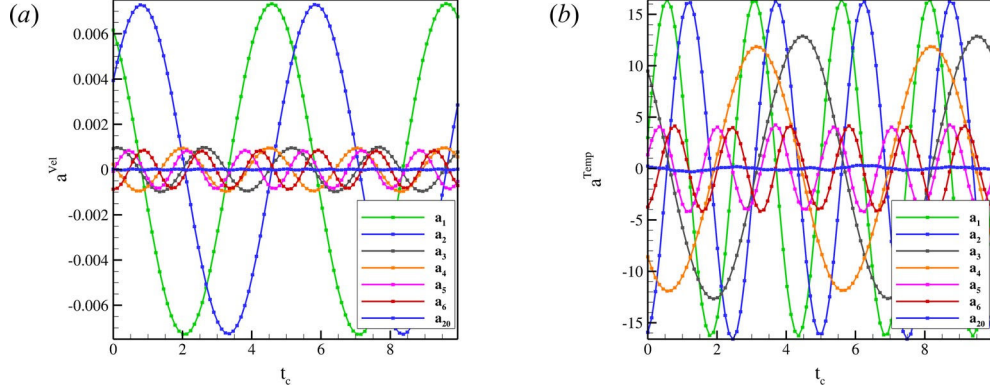 (a)
0.006
0.004
0.002
0
-0.002
-0.004
-0.006
a^Vel
0
2
4
6
8
t_c
a_1
a_2
a_3
a_4
a_5
a_6
a_20
(b)
15
10
5
0
-5
-10
-15
a^Temp
0
2
4
6
8
t_c
a_1
a_2
a_3
a_4
a_5
a_6
a_20